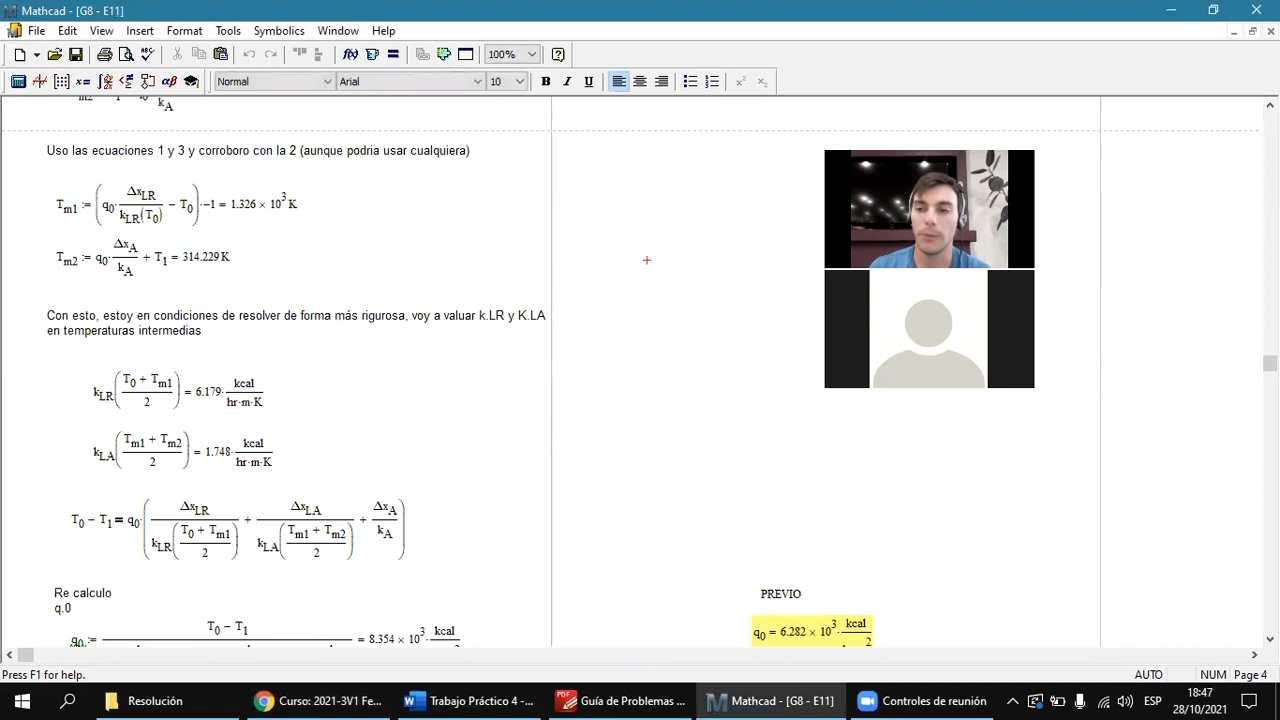 Mathcad - [G8 - E11]
File Edit View Insert Format Tools Symbolics Window Help
100%
Normal Arial 10 B I U
k_A
Uso las ecuaciones 1 y 3 y corroboro con la 2 (aunque podria usar cualquiera)
T_m1 := (q_0· Δx_LR / k_LR(T_0) − T_0)·−1 = 1.326 × 10^3 K
T_m2 := q_0· Δx_A / k_A + T_1 = 314.229 K
Con esto, estoy en condiciones de resolver de forma más rigurosa, voy a valuar k.LR y K.LA
en temperaturas intermedias
k_LR((T_0 + T_m1) / 2) = 6.179· kcal / hr·m·K
k_LA((T_m1 + T_m2) / 2) = 1.748· kcal / hr·m·K
T_0 − T_1 = q_0·(Δx_LR / k_LR((T_0 + T_m1) / 2) + Δx_LA / k_LA((T_m1 + T_m2) / 2) + Δx_A / k_A)
Re calculo
q.0
PREVIO
q_0 := T_0 − T_1 = 8.354 × 10^3 · kcal
q_0 = 6.282 × 10^3 · kcal
Press F1 for help. AUTO NUM Page 4
Resolución Curso: 2021-3V1 Fe... Trabajo Práctico 4 -... Guía de Problemas ... Mathcad - [G8 - E11] Controles de reunión ESP 18:47
28/10/2021